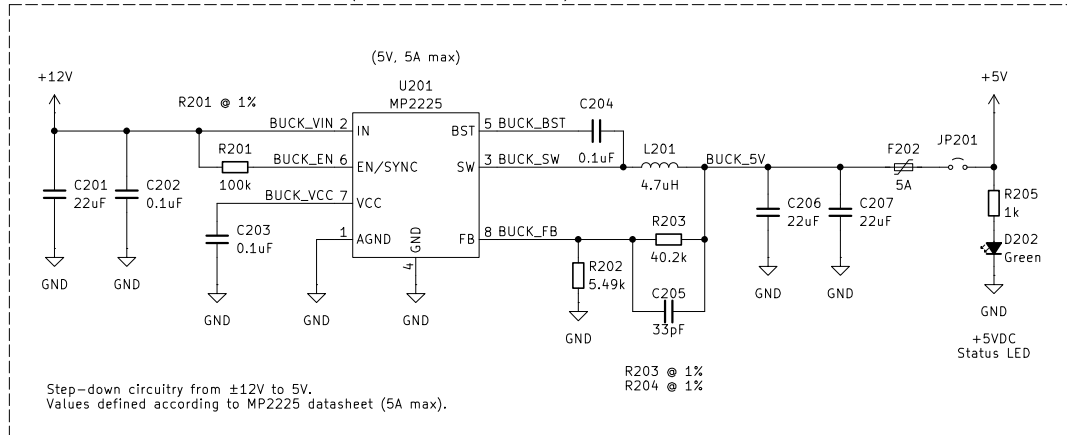 (5V, 5A max)
U201
MP2225
+12V
+5V
R201 @ 1%
C204
BUCK_VIN 2 IN
BST 5 BUCK_BST
F202
JP201
R201
BUCK_EN 6 EN/SYNC
SW 3 BUCK_SW
0.1uF
L201
BUCK_5V
100k
4.7uH
5A
C201
22uF
C202
0.1uF
BUCK_VCC 7 VCC
C206
22uF
C207
22uF
R205
1k
C203
0.1uF
1 AGND
GND
4
FB 8 BUCK_FB
R203
40.2k
D202
Green
R202
5.49k
C205
33pF
GND
GND
GND
GND
GND
GND
GND
GND
GND
+5VDC
Status LED
R203 @ 1%
R204 @ 1%
Step-down circuitry from ±12V to 5V.
Values defined according to MP2225 datasheet (5A max).